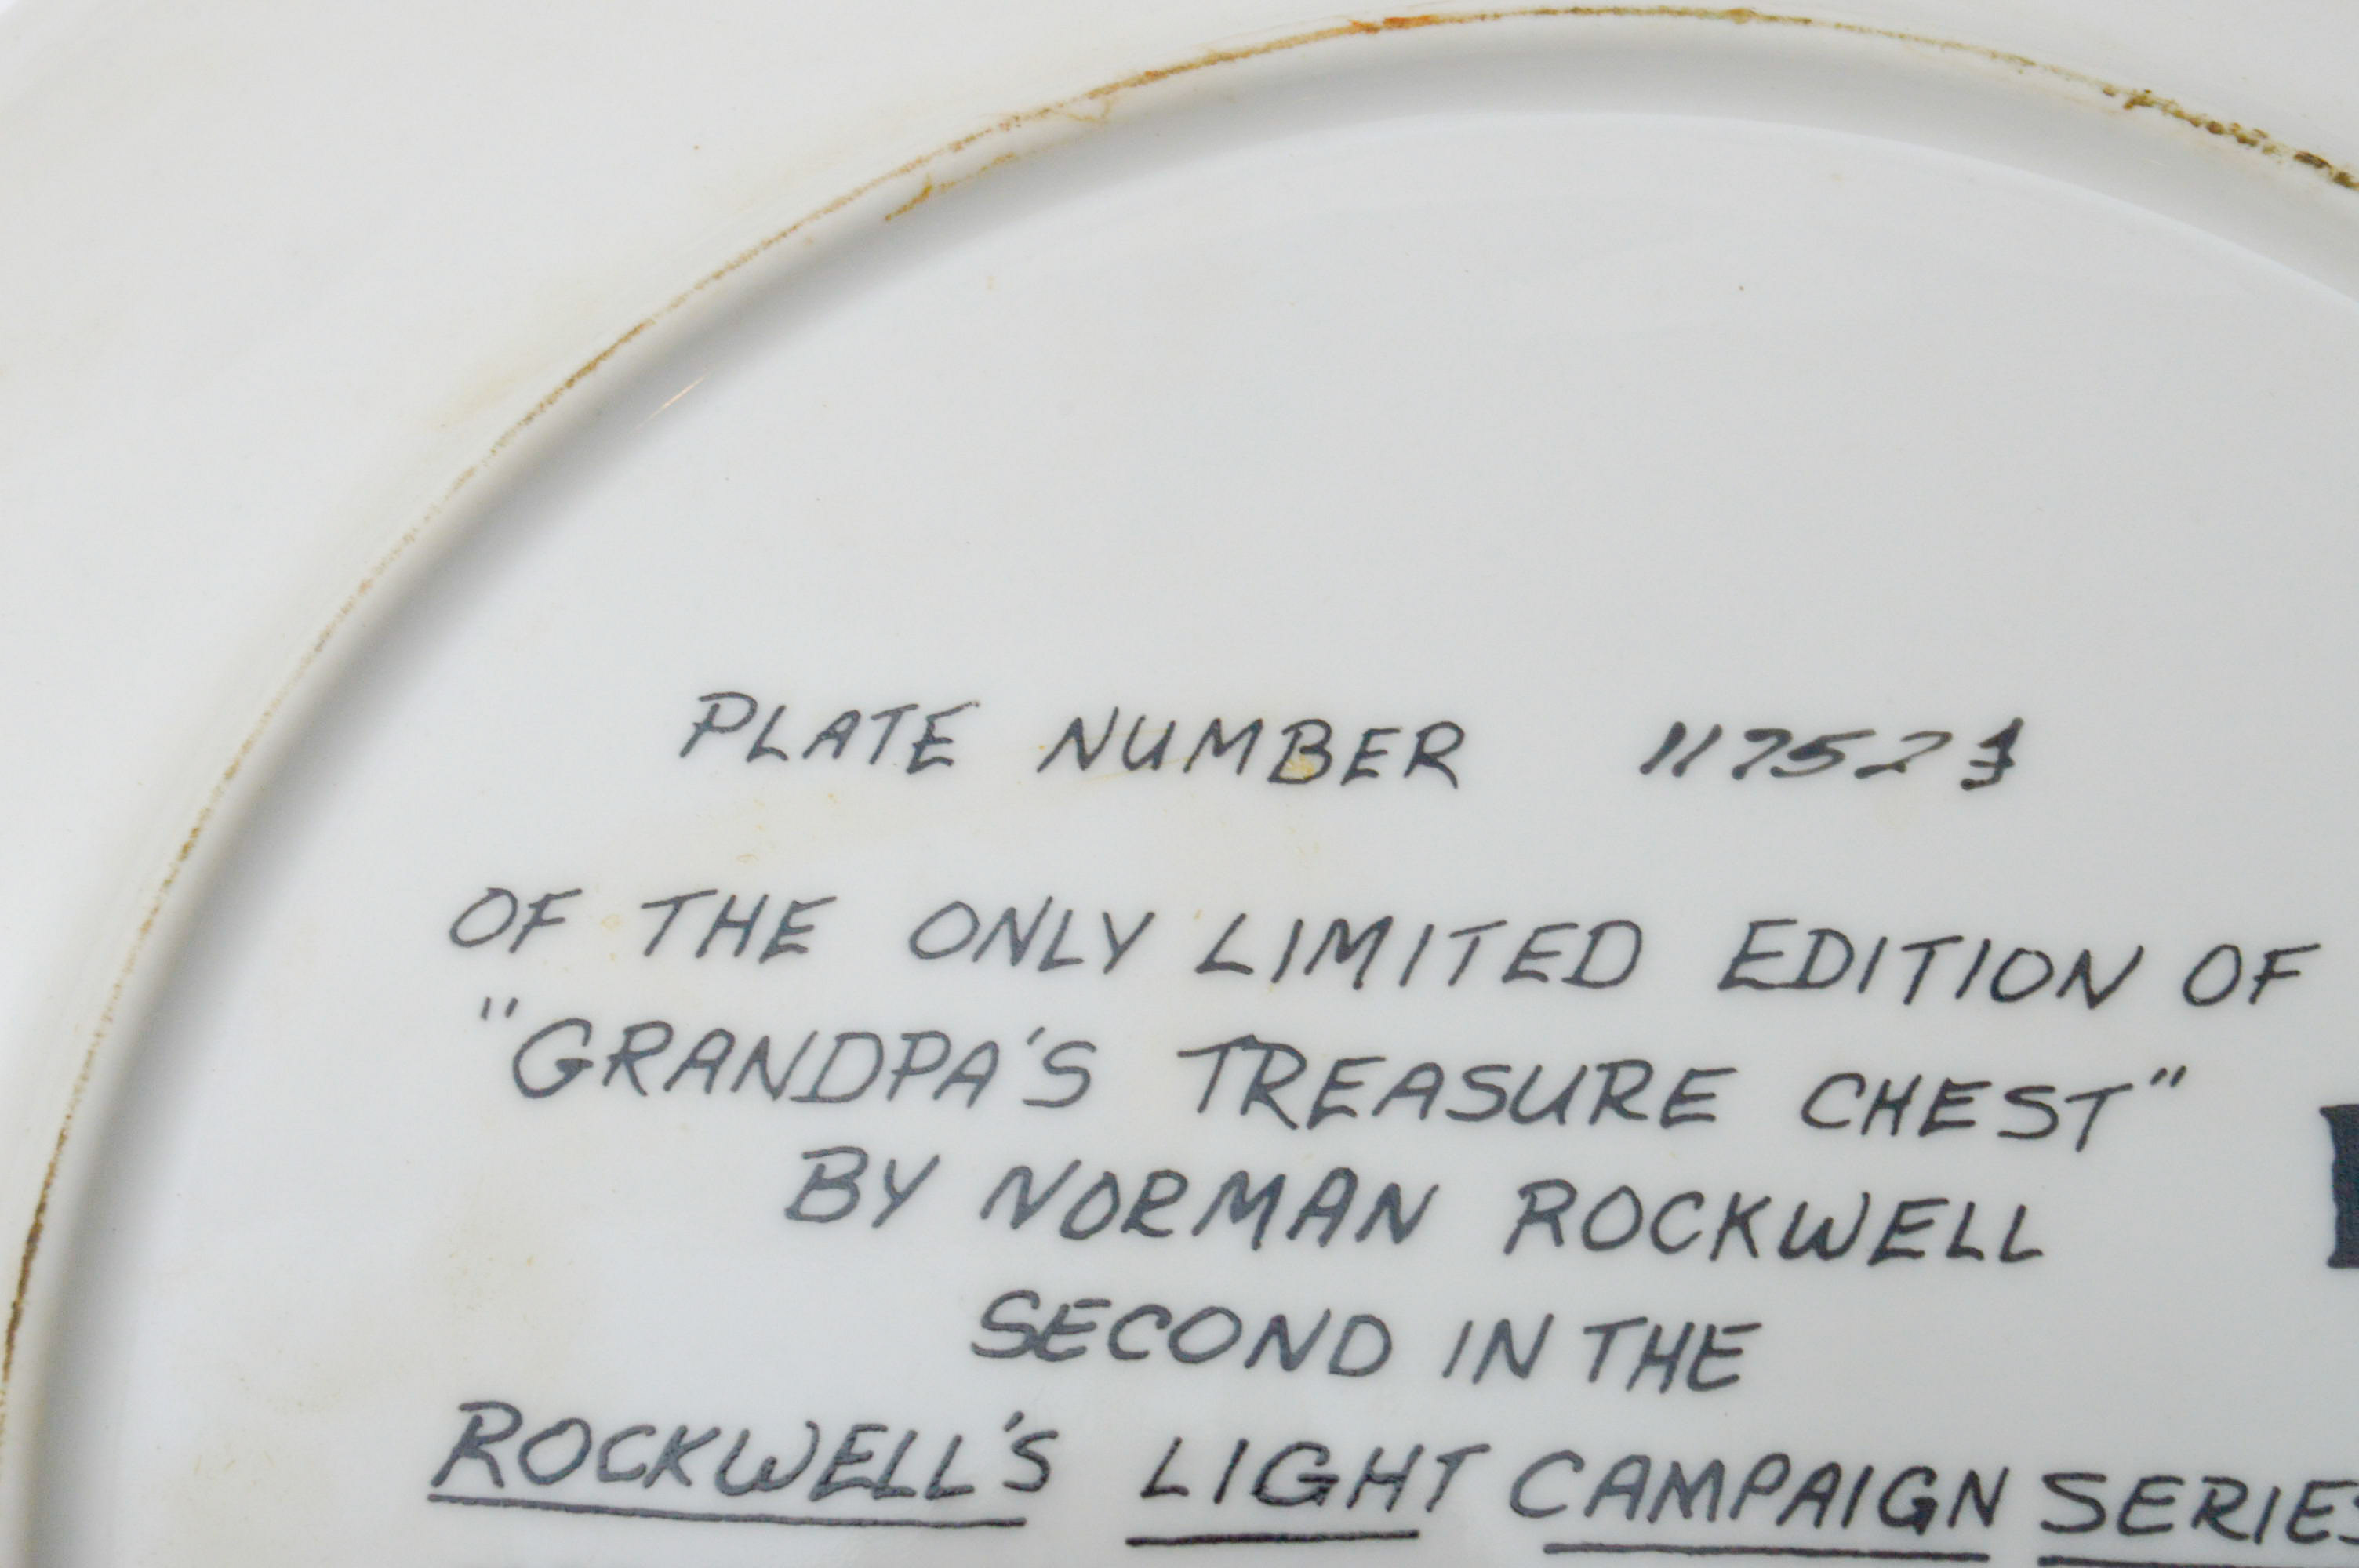 PLATE NUMBER
OF THE ONLY LIMITED EDITION OF
"GRANDPA'S TREASURE CHEST"
BY NORMAN ROCKWELL
SECOND IN THE
ROCKWELL'S LIGHT CAMPAIGN SERIES